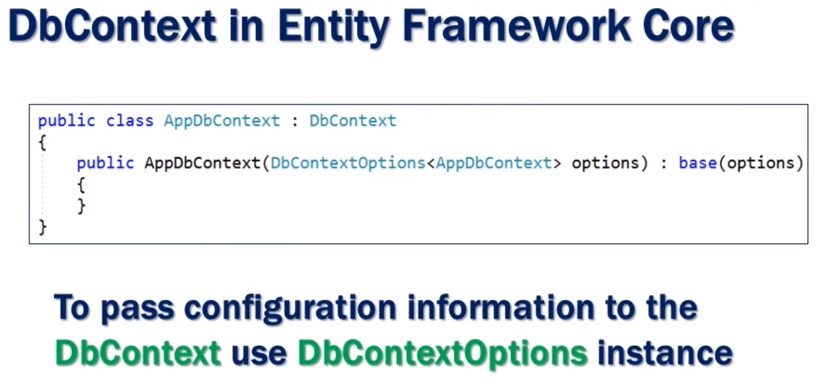 DbContext in Entity Framework Core
public class AppDbContext : DbContext
{
    public AppDbContext(DbContextOptions<AppDbContext> options) : base(options)
    {
    }
}
To pass configuration information to the
DbContext use DbContextOptions instance